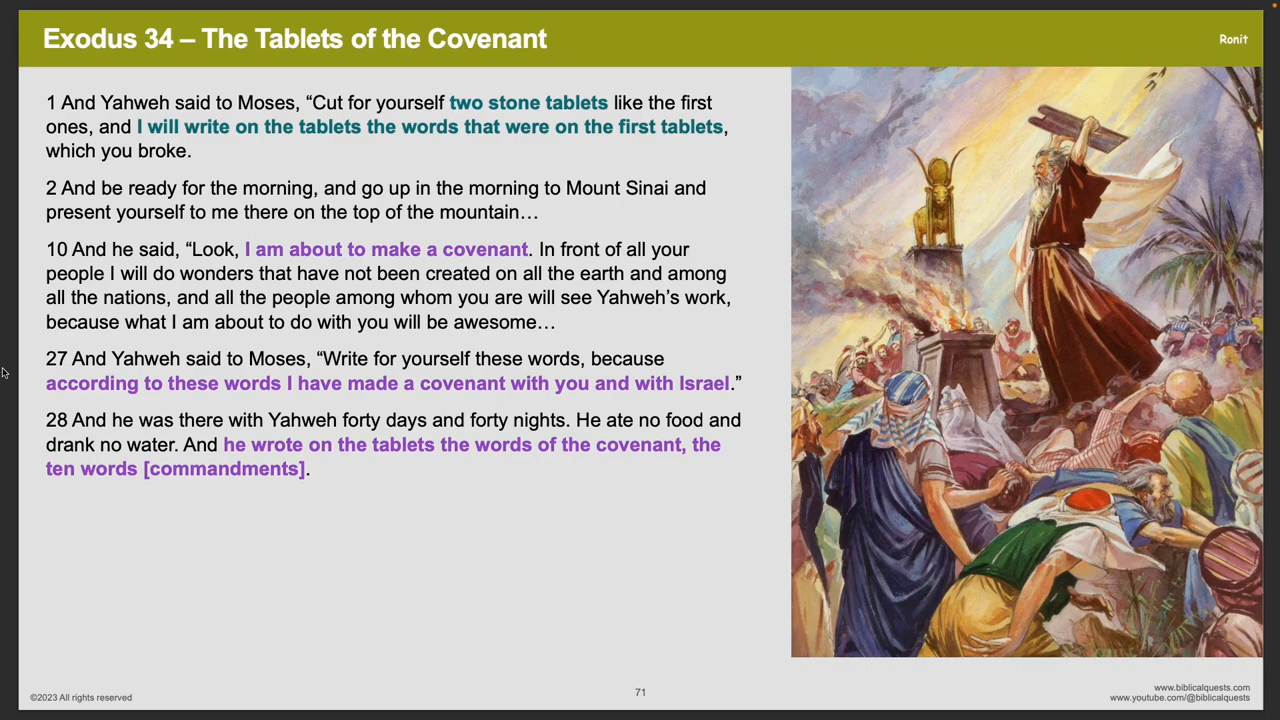 Exodus 34 – The Tablets of the Covenant
Ronit
1 And Yahweh said to Moses, “Cut for yourself two stone tablets like the first
ones, and I will write on the tablets the words that were on the first tablets,
which you broke.
2 And be ready for the morning, and go up in the morning to Mount Sinai and
present yourself to me there on the top of the mountain…
10 And he said, “Look, I am about to make a covenant. In front of all your
people I will do wonders that have not been created on all the earth and among
all the nations, and all the people among whom you are will see Yahweh’s work,
because what I am about to do with you will be awesome…
27 And Yahweh said to Moses, “Write for yourself these words, because
according to these words I have made a covenant with you and with Israel.”
28 And he was there with Yahweh forty days and forty nights. He ate no food and
drank no water. And he wrote on the tablets the words of the covenant, the
ten words [commandments].
©2023 All rights reserved
71
www.biblicalquests.com
www.youtube.com/@biblicalquests